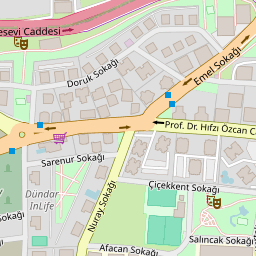 esevi Caddesi
Doruk Sokağı
Emel Sokağı
Prof. Dr. Hıfzı Özcan C
Sarenur Sokağı
Dündar
InLife
Nuray Sokağı
Çiçekkent Sokağı
Salıncak Sokağı
Afacan Sokağı